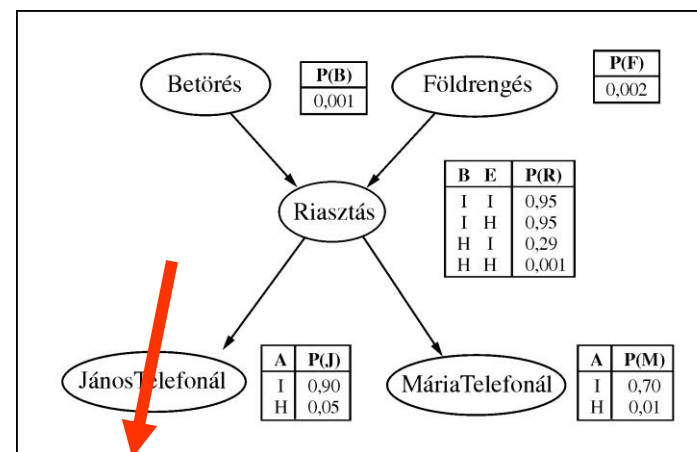 Betörés
P(B)
0,001
Földrengés
P(F)
0,002
Riasztás
B E P(R)
I I 0,95
I H 0,95
H I 0,29
H H 0,001
JánosTelefonál
A P(J)
I 0,90
H 0,05
MáriaTelefonál
A P(M)
I 0,70
H 0,01